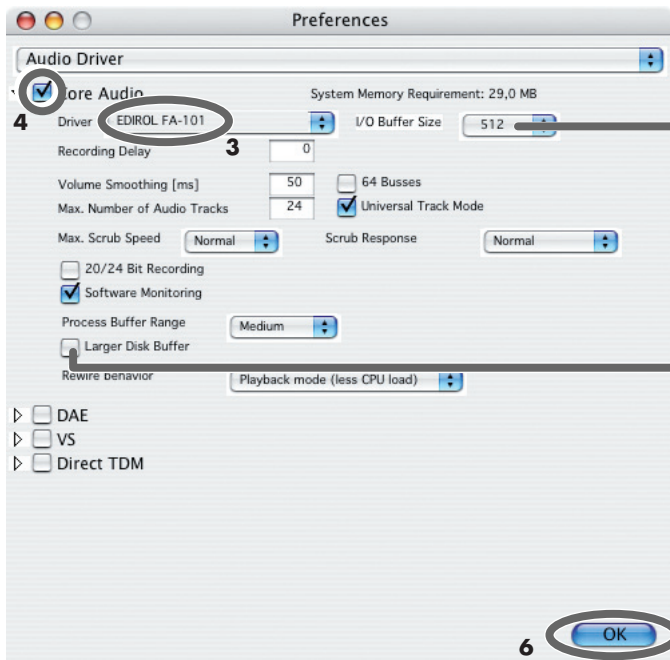 Preferences
Audio Driver
Core Audio System Memory Requirement: 29,0 MB
4 Driver EDIROL FA-101 3 I/O Buffer Size 512
Recording Delay 0
Volume Smoothing [ms] 50 64 Busses
Max. Number of Audio Tracks 24 Universal Track Mode
Max. Scrub Speed Normal Scrub Response Normal
20/24 Bit Recording
Software Monitoring
Process Buffer Range Medium
Larger Disk Buffer
Rewire behavior Playback mode (less CPU load)
DAE
VS
Direct TDM
6 OK